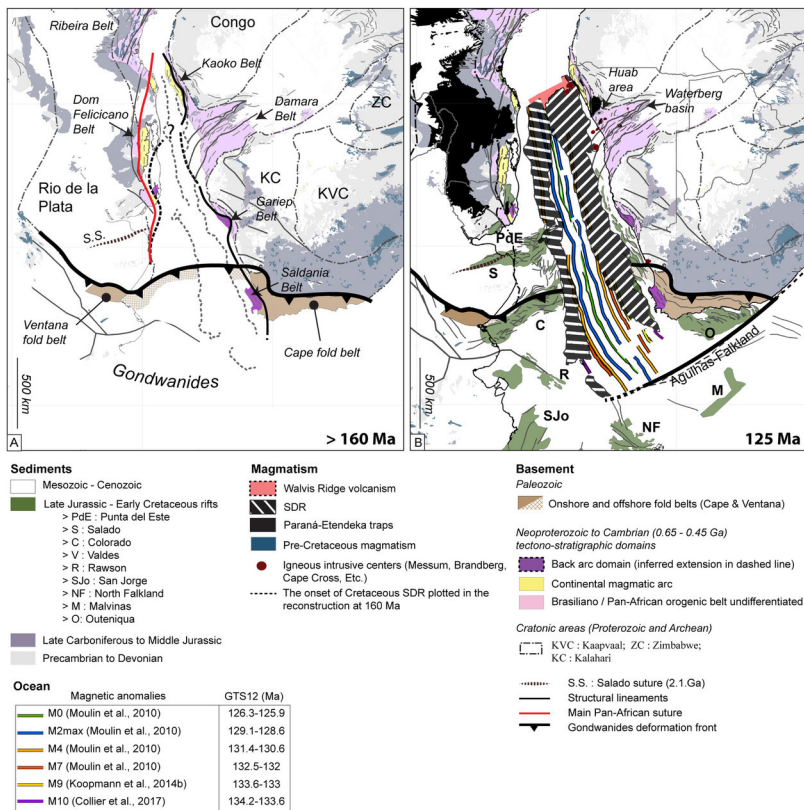 Ribeira Belt
Congo
Kaoko Belt
Dom
Felicicano
Belt
Damara
Belt
ZC
?
KC
KVC
Rio de la
Plata
Gariep
Belt
S.S.
Saldania
Belt
Ventana
fold belt
Cape fold belt
Gondwanides
500 km
A
> 160 Ma
Huab
area
Waterberg
basin
PdE
S
C
O
Agulhas-Falkland
R
M
SJo
NF
500 km
B
125 Ma
Sediments
Mesozoic - Cenozoic
Late Jurassic - Early Cretaceous rifts
> PdE : Punta del Este
> S : Salado
> C : Colorado
> V : Valdes
> R : Rawson
> SJo : San Jorge
> NF : North Falkland
> M : Malvinas
> O: Outeniqua
Late Carboniferous to Middle Jurassic
Precambrian to Devonian
Magmatism
Walvis Ridge volcanism
SDR
Paraná-Etendeka traps
Pre-Cretaceous magmatism
Igneous intrusive centers (Messum, Brandberg,
Cape Cross, Etc.)
The onset of Cretaceous SDR plotted in the
reconstruction at 160 Ma
Basement
Paleozoic
Onshore and offshore fold belts (Cape & Ventana)
Neoproterozoic to Cambrian (0.65 - 0.45 Ga)
tectono-stratigraphic domains
Back arc domain (inferred extension in dashed line)
Continental magmatic arc
Brasiliano / Pan-African orogenic belt undifferentiated
Cratonic areas (Proterozoic and Archean)
KVC : Kaapvaal; ZC : Zimbabwe;
KC : Kalahari
S.S. : Salado suture (2.1.Ga)
Structural lineaments
Main Pan-African suture
Gondwanides deformation front
Ocean
Magnetic anomalies GTS12 (Ma)
M0 (Moulin et al., 2010) 126.3-125.9
M2max (Moulin et al., 2010) 129.1-128.6
M4 (Moulin et al., 2010) 131.4-130.6
M7 (Moulin et al., 2010) 132.5-132
M9 (Koopmann et al., 2014b) 133.6-133
M10 (Collier et al., 2017) 134.2-133.6